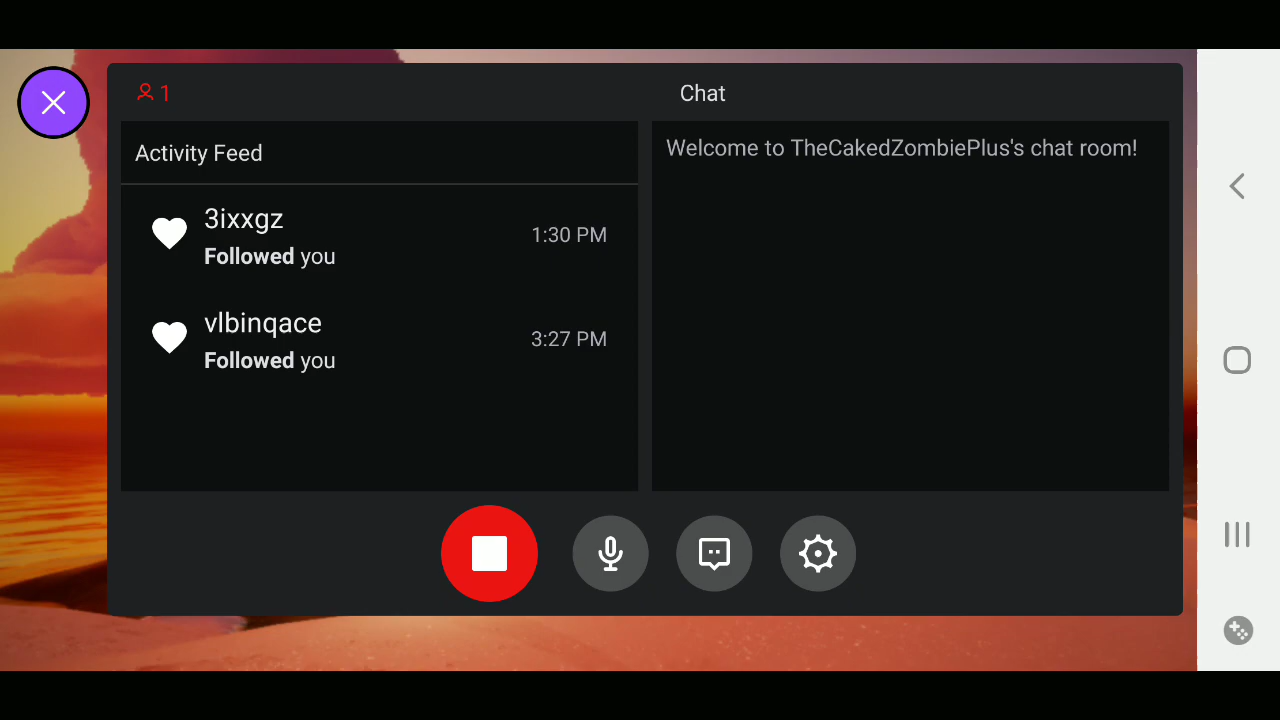 1
Chat
Activity Feed
Welcome to TheCakedZombiePlus's chat room!
3ixxgz
Followed you
1:30 PM
vlbinqace
Followed you
3:27 PM